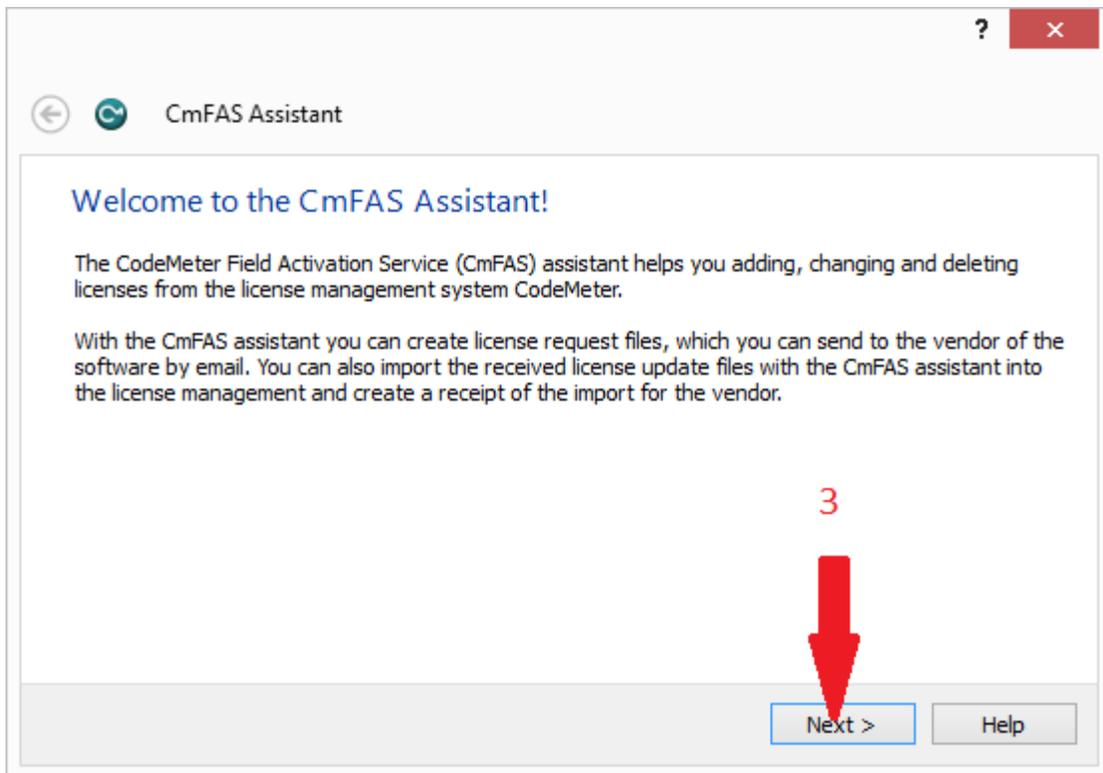 ?
CmFAS Assistant
Welcome to the CmFAS Assistant!
The CodeMeter Field Activation Service (CmFAS) assistant helps you adding, changing and deleting
licenses from the license management system CodeMeter.
With the CmFAS assistant you can create license request files, which you can send to the vendor of the
software by email. You can also import the received license update files with the CmFAS assistant into
the license management and create a receipt of the import for the vendor.
3
Next >
Help